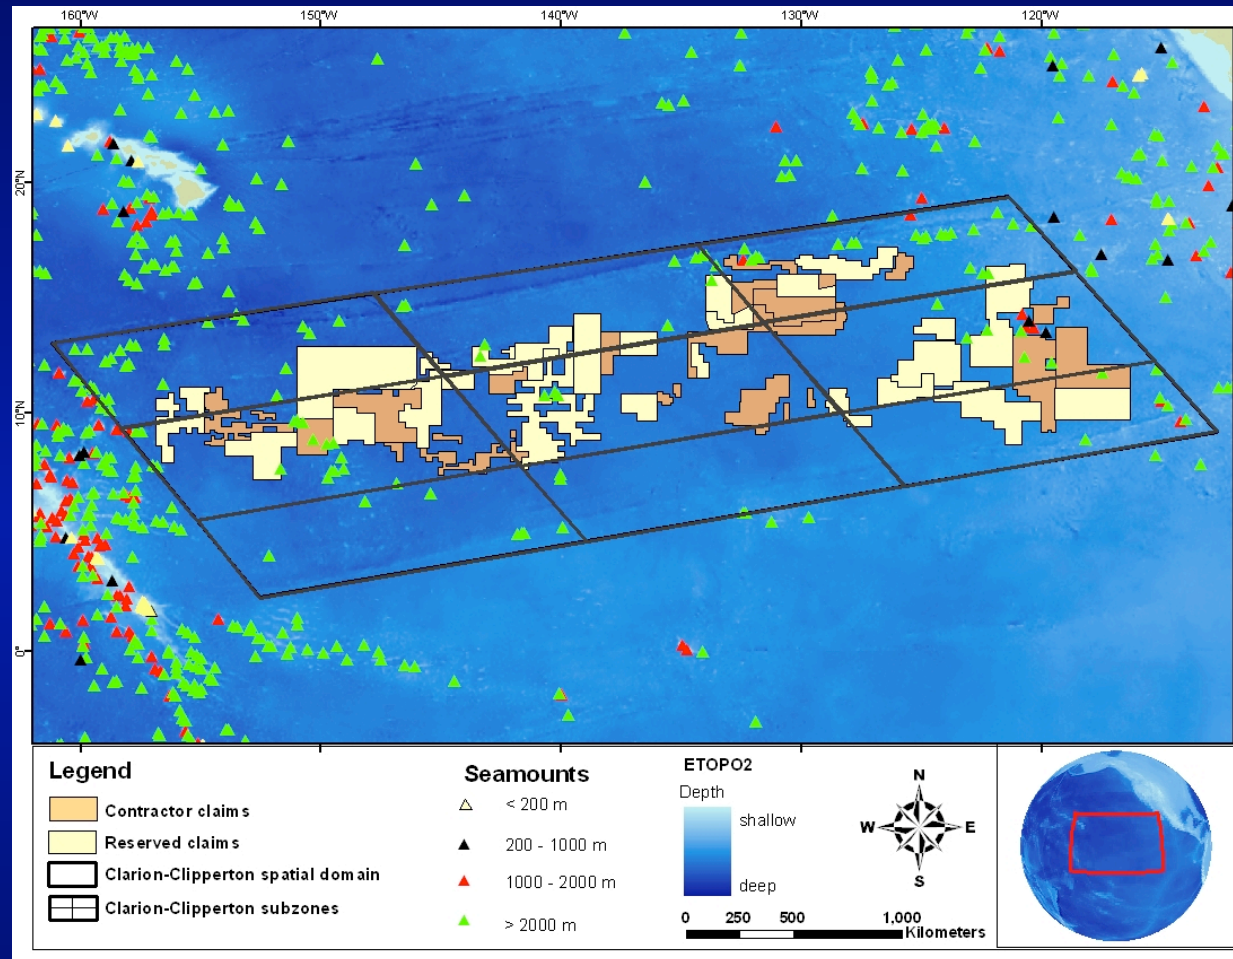 160°W 150°W 140°W 130°W 120°W
20°N
10°N
0°
Legend
Contractor claims
Reserved claims
Clarion-Clipperton spatial domain
Clarion-Clipperton subzones
Seamounts
< 200 m
200 - 1000 m
1000 - 2000 m
> 2000 m
ETOPO2
Depth
shallow
deep
N
W E
S
0 250 500 1,000
Kilometers